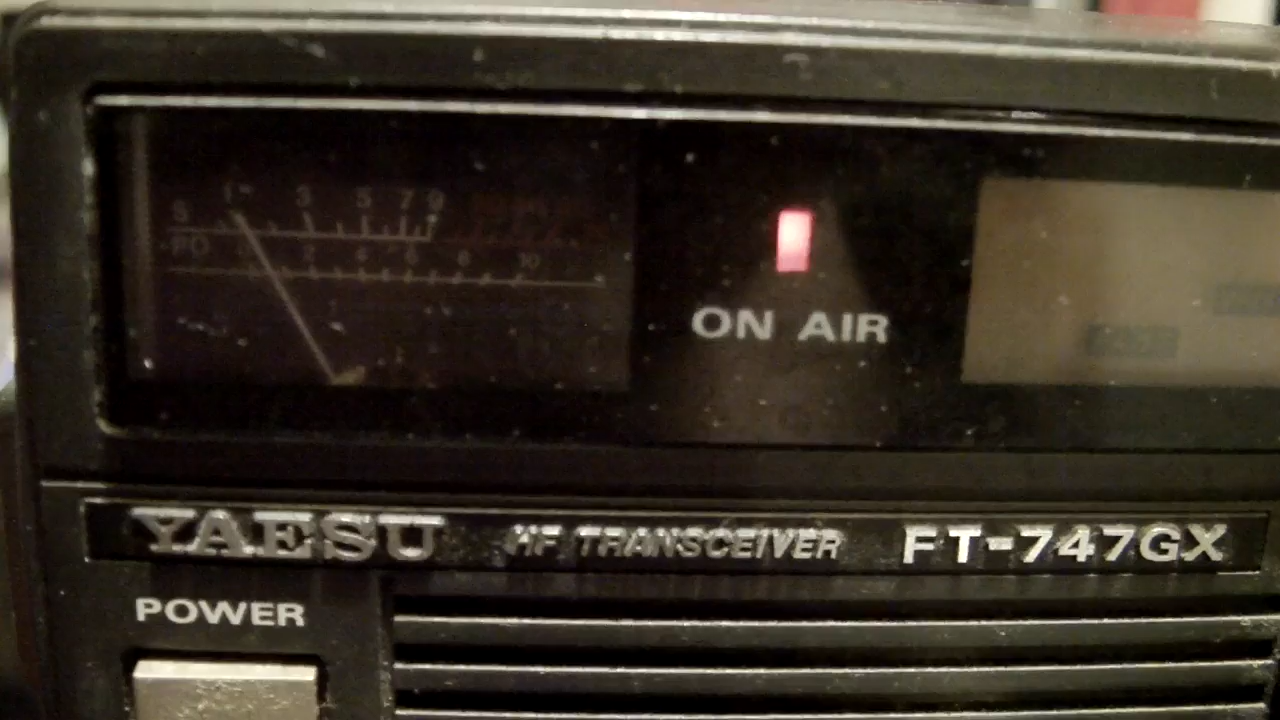 S 1 3 5 7 9
PO 2 4 6 8 10
ON AIR
YAESU HF TRANSCEIVER FT-747GX
POWER